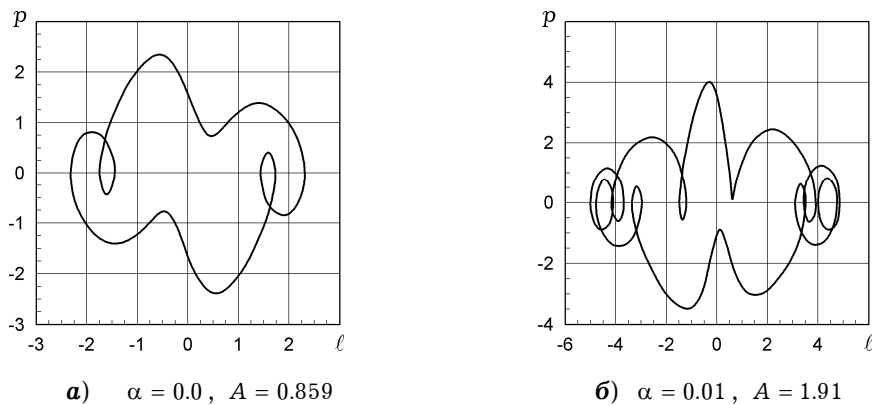 p
2
1
0
-1
-2
-3
-3 -2 -1 0 1 2 ℓ
а) α = 0.0 , A = 0.859
p
4
2
0
-2
-4
-6 -4 -2 0 2 4 ℓ
б) α = 0.01 , A = 1.91